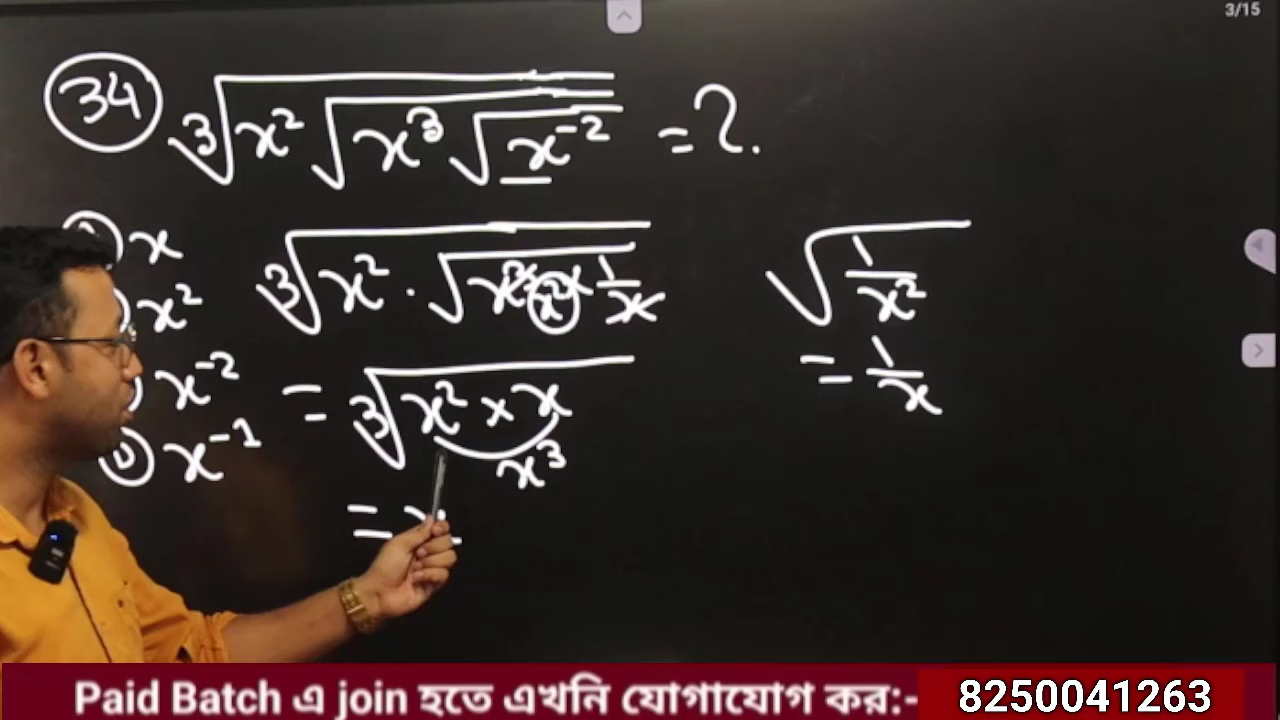 3/15
34 ∛(x² √(x³ √(x⁻² = ?.
x
x²
x⁻²
x⁻¹
∛(x² · √(x³ x² × 1/x
= ∛(x² × x
x³
= x
√(1/x²
= 1/x
Paid Batch এ join হতে এখনি যোগাযোগ কর:- 8250041263